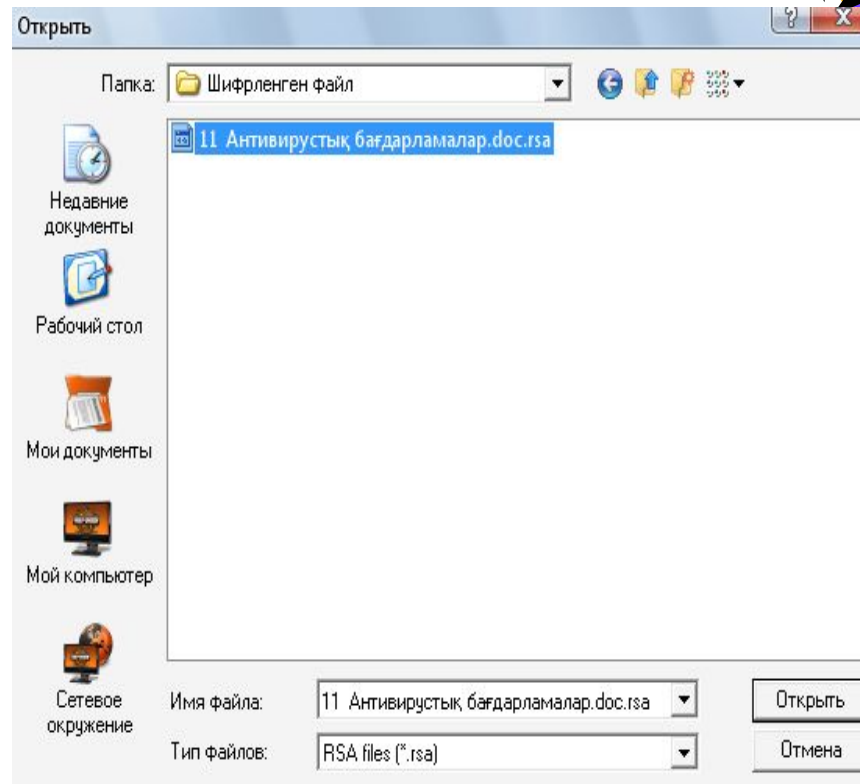 Открыть
Папка: Шифрленген файл
11 Антивирустық бағдарламалар.doc.rsa
Недавние
документы
Рабочий стол
Мои документы
Мой компьютер
Сетевое
окружение
Имя файла: 11 Антивирустық бағдарламалар.doc.rsa Открыть
Тип файлов: RSA files (*.rsa) Отмена